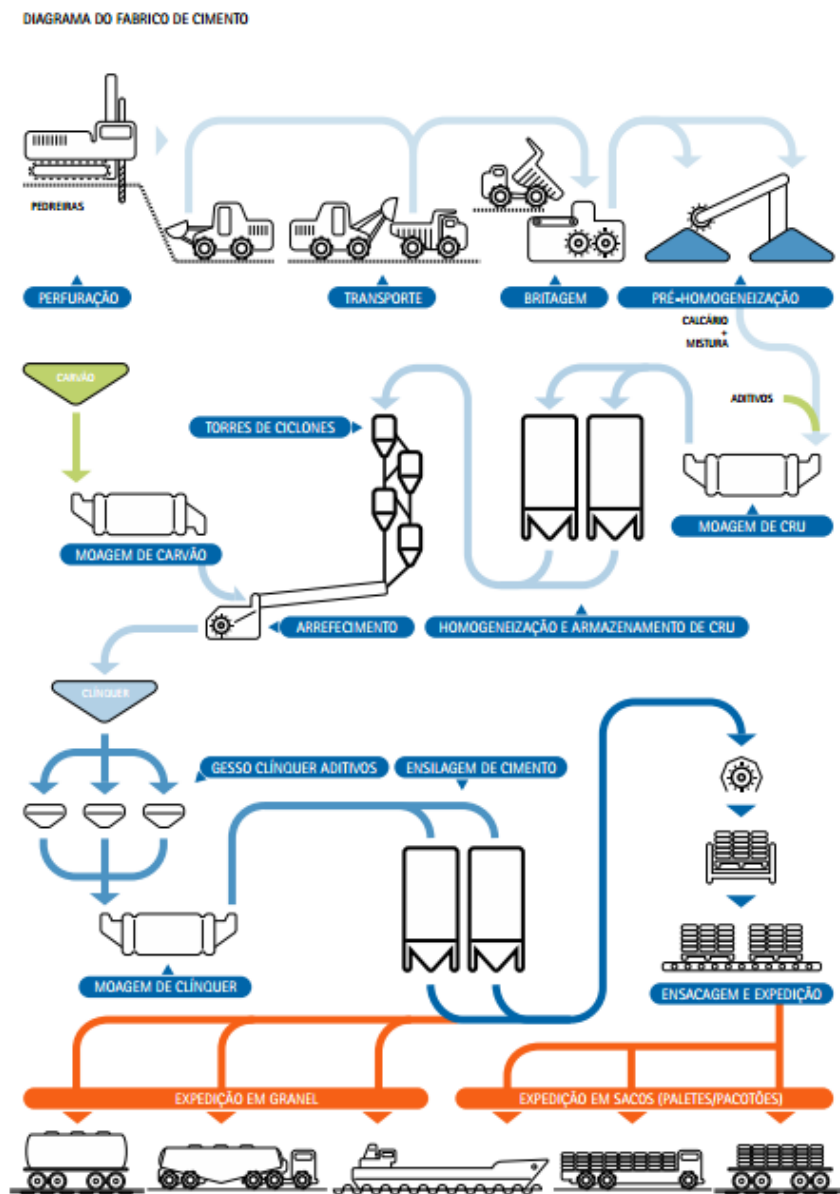 DIAGRAMA DO FABRICO DE CIMENTO
PEDREIRAS
PERFURAÇÃO
TRANSPORTE
BRITAGEM
PRÉ-HOMOGENEIZAÇÃO
CALCÁRIO
+
MISTURA
CARVÃO
ADITIVOS
TORRES DE CICLONES
MOAGEM DE CRU
MOAGEM DE CARVÃO
ARREFECIMENTO
HOMOGENEIZAÇÃO E ARMAZENAMENTO DE CRU
CLÍNQUER
GESSO CLÍNQUER ADITIVOS
ENSILAGEM DE CIMENTO
MOAGEM DE CLÍNQUER
ENSACAGEM E EXPEDIÇÃO
EXPEDIÇÃO EM GRANEL
EXPEDIÇÃO EM SACOS (PALETES/PACOTÕES)